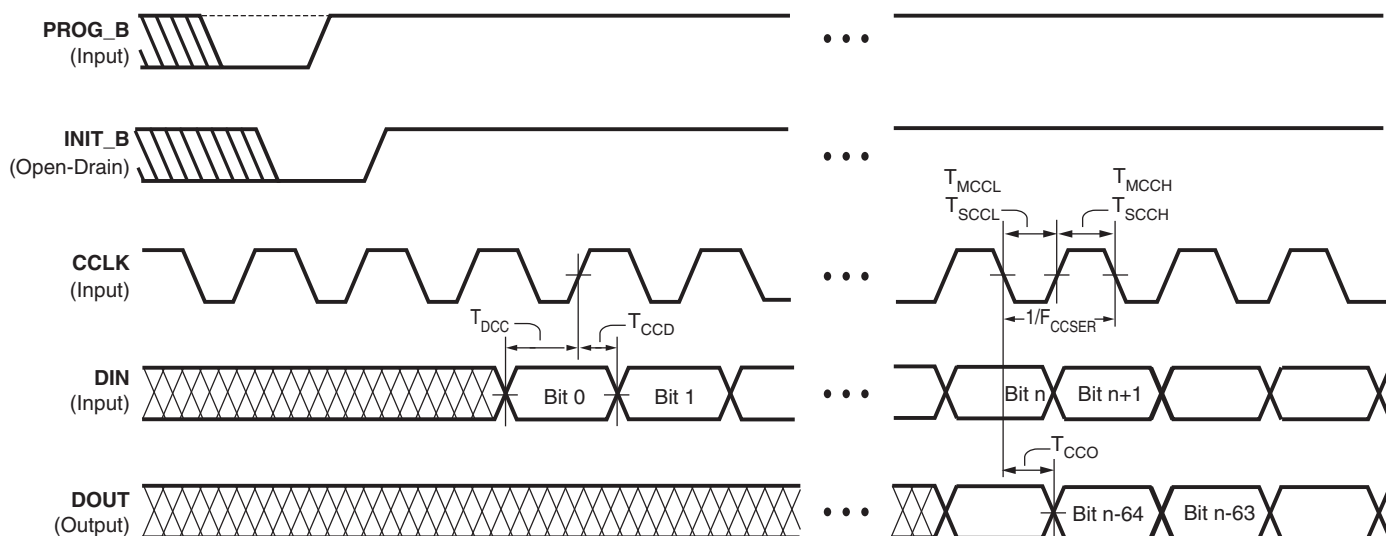 PROG_B
(Input)
INIT_B
(Open-Drain)
T_MCCL
T_SCCL
T_MCCH
T_SCCH
CCLK
(Input)
1/F_CCSER
T_DCC
T_CCD
DIN
(Input)
Bit 0
Bit 1
Bit n
Bit n+1
T_CCO
DOUT
(Output)
Bit n-64
Bit n-63